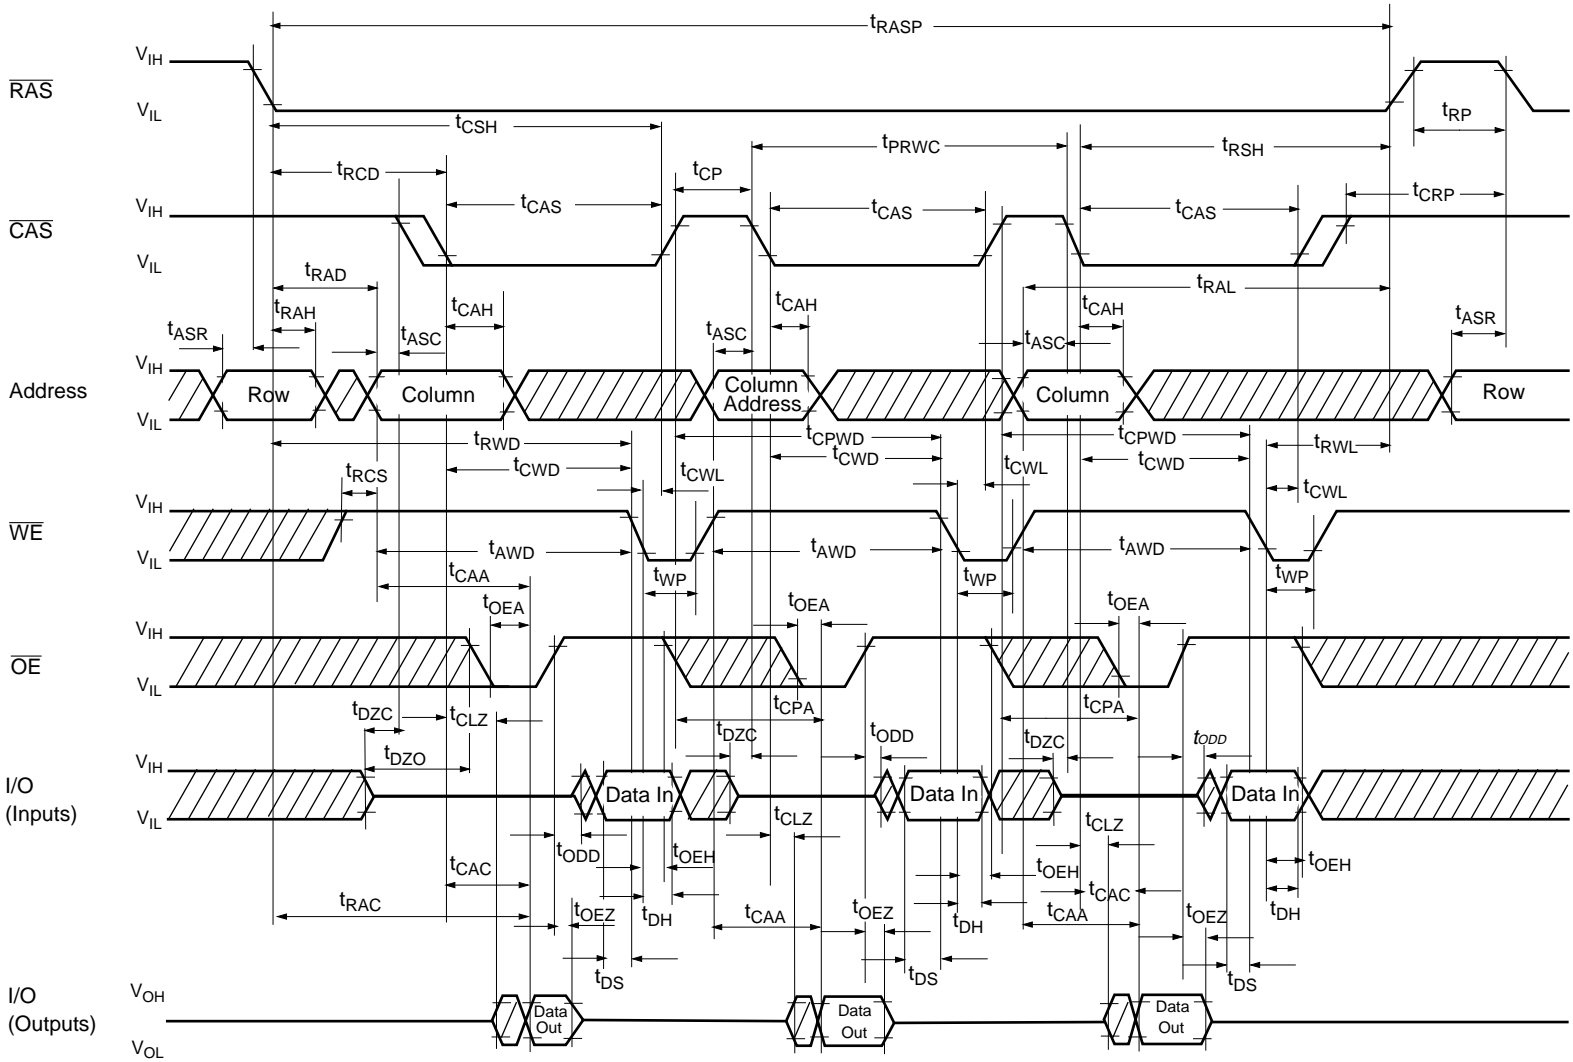 tRASP
VIH
RAS
VIL
tRP
tCSH
tPRWC
tRSH
tRCD
tCP
tCRP
VIH
tCAS
tCAS
tCAS
CAS
VIL
tRAD
tRAL
tRAH
tCAH
tCAH
tCAH
tASR
tASC
tASC
tASC
tASR
VIH
Address
Row
Column
Column
Address
Column
Row
VIL
tRWD
tCPWD
tCPWD
tRWL
tCWD
tCWD
tCWD
tRCS
tCWL
tCWL
tCWL
VIH
WE
VIL
tAWD
tAWD
tAWD
tCAA
tWP
tWP
tWP
tOEA
tOEA
tOEA
VIH
OE
VIL
tCPA
tCPA
tDZC
tCLZ
tDZC
tODD
tDZC
tODD
tDZO
VIH
I/O
(Inputs)
Data In
Data In
Data In
VIL
tCLZ
tCLZ
tODD
tOEH
tOEH
tOEH
tCAC
tCAC
tRAC
tOEZ
tDH
tCAA
tOEZ
tDH
tCAA
tOEZ
tDH
tDS
tDS
tDS
VOH
I/O
(Outputs)
Data
Out
Data
Out
Data
Out
VOL